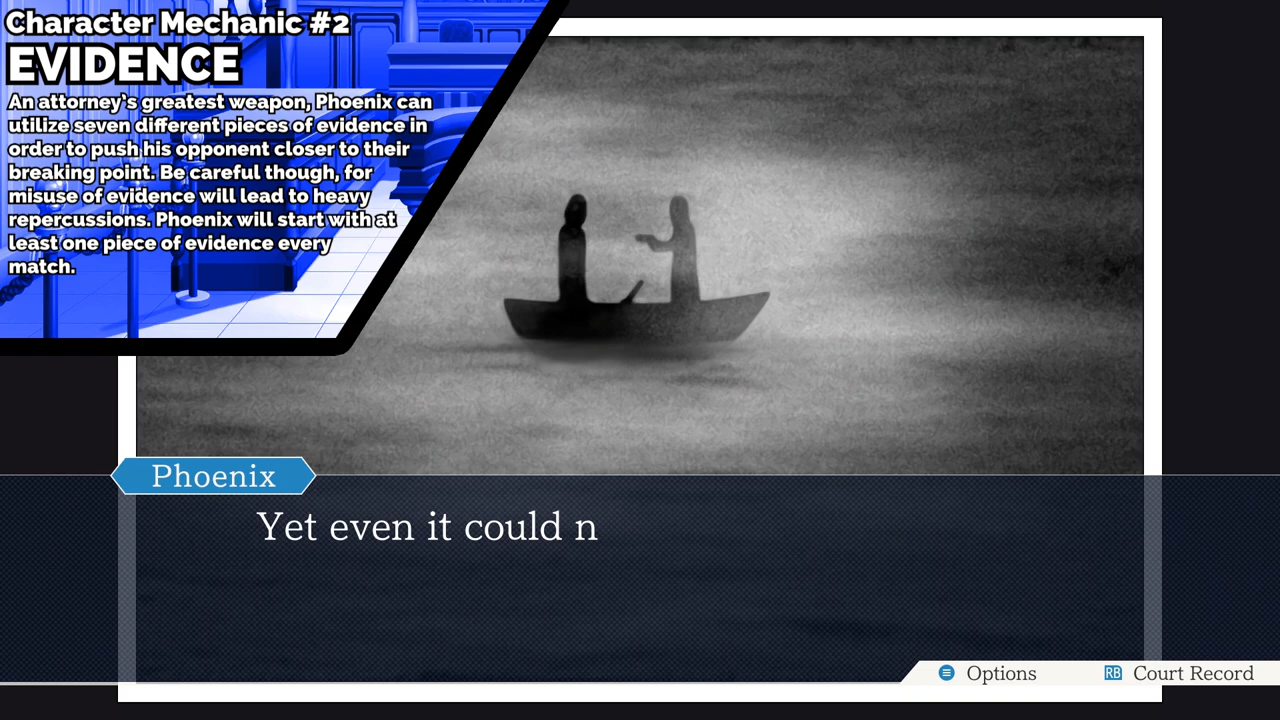 Character Mechanic #2
EVIDENCE
An attorney's greatest weapon, Phoenix can
utilize seven different pieces of evidence in
order to push his opponent closer to their
breaking point. Be careful though, for
misuse of evidence will lead to heavy
repercussions. Phoenix will start with at
least one piece of evidence every
match.
Phoenix
Yet even it could n
Options
RB Court Record